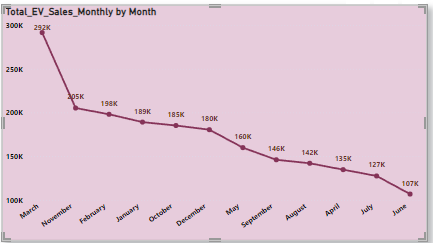 Total_EV_Sales_Monthly by Month
300K
250K
200K
150K
100K
292K
205K
198K
189K
185K
180K
160K
146K
142K
135K
127K
107K
March
November
February
January
October
December
May
September
August
April
July
June